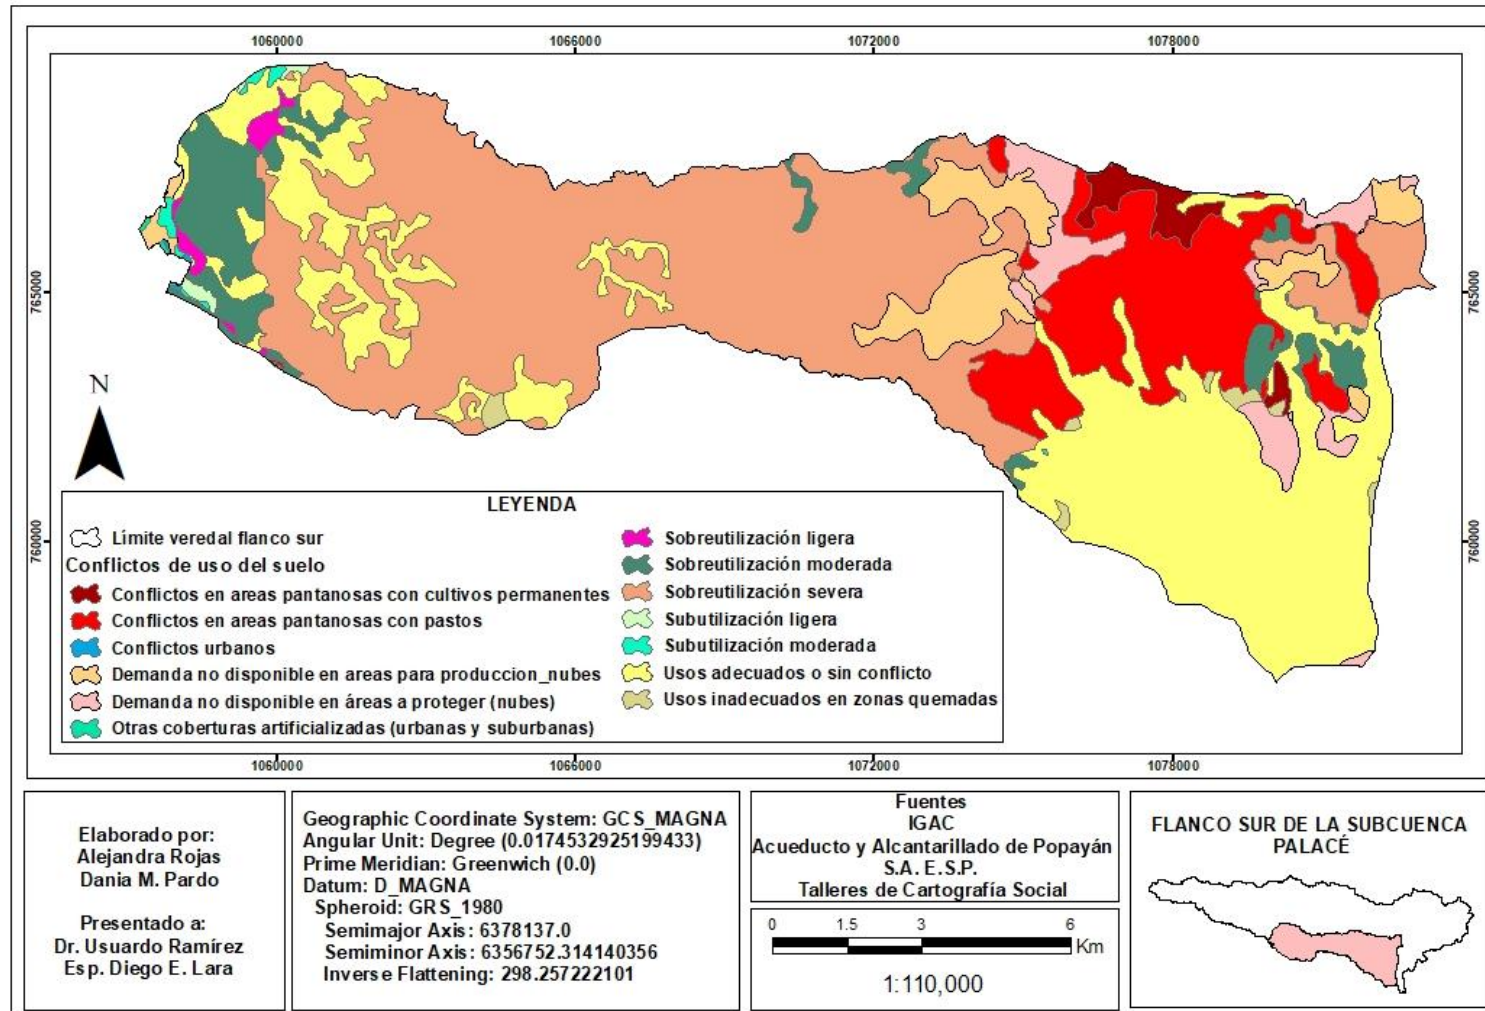 1060000
1066000
1072000
1078000
765000
765000
760000
760000
N
LEYENDA
Límite veredal flanco sur
Conflictos de uso del suelo
Conflictos en areas pantanosas con cultivos permanentes
Conflictos en areas pantanosas con pastos
Conflictos urbanos
Demanda no disponible en areas para produccion_nubes
Demanda no disponible en áreas a proteger (nubes)
Otras coberturas artificializadas (urbanas y suburbanas)
Sobreutilización ligera
Sobreutilización moderada
Sobreutilización severa
Subutilización ligera
Subutilización moderada
Usos adecuados o sin conflicto
Usos inadecuados en zonas quemadas
1060000
1066000
1072000
1078000
Elaborado por:
Alejandra Rojas
Dania M. Pardo
Presentado a:
Dr. Usuardo Ramírez
Esp. Diego E. Lara
Geographic Coordinate System: GCS_MAGNA
Angular Unit: Degree (0.0174532925199433)
Prime Meridian: Greenwich (0.0)
Datum: D_MAGNA
Spheroid: GRS_1980
Semimajor Axis: 6378137.0
Semiminor Axis: 6356752.314140356
Inverse Flattening: 298.257222101
Fuentes
IGAC
Acueducto y Alcantarillado de Popayán
S.A. E.S.P.
Talleres de Cartografía Social
0 1.5 3 6
Km
1:110,000
FLANCO SUR DE LA SUBCUENCA
PALACÉ